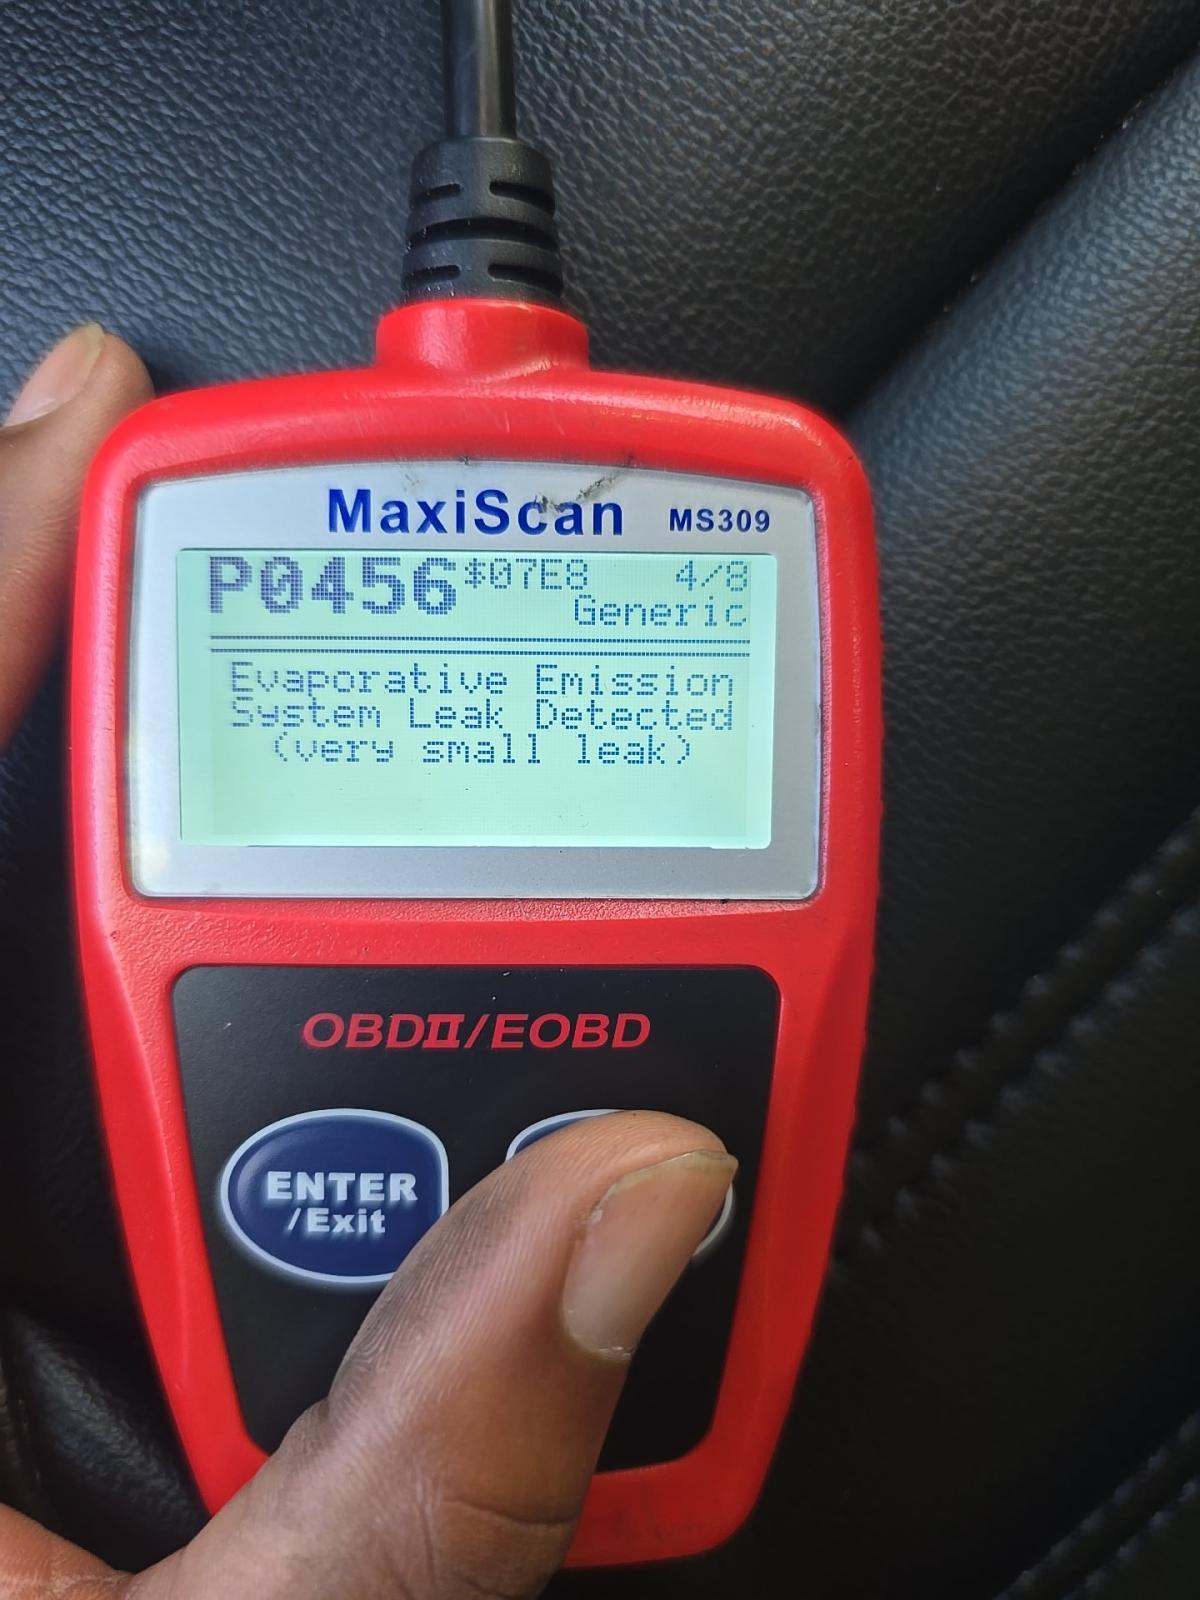 MaxiScan MS309
P0456 $07E8 4/8
Generic
Evaporative Emission
System Leak Detected
(very small leak)
OBDII/EOBD
ENTER
/Exit